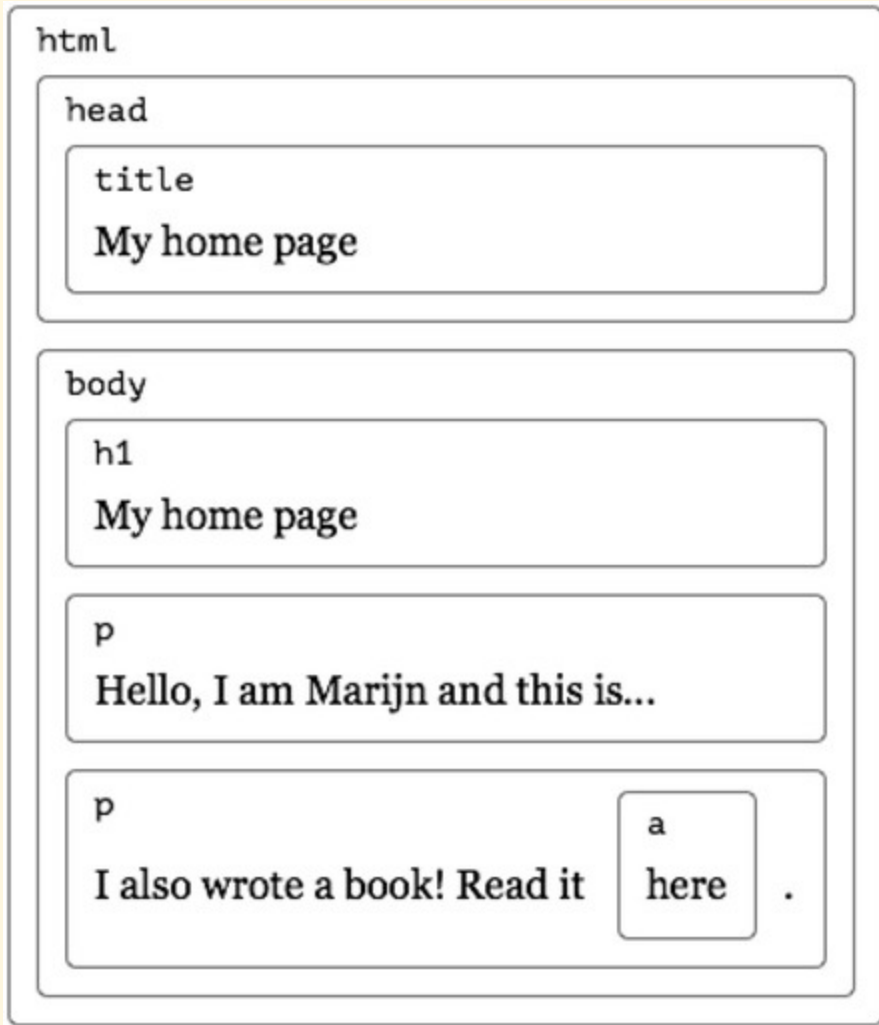 html
head
title
My home page
body
h1
My home page
p
Hello, I am Marijn and this is...
p
a
I also wrote a book! Read it here .